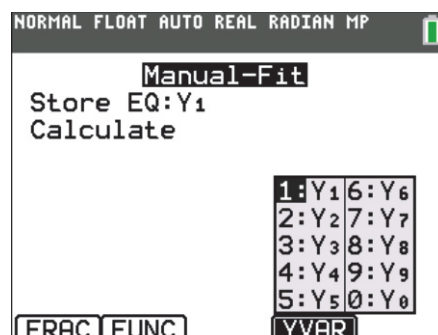 NORMAL FLOAT AUTO REAL RADIAN MP
Manual-Fit
Store EQ:Y₁
Calculate
1:Y₁ 6:Y₆
2:Y₂ 7:Y₇
3:Y₃ 8:Y₈
4:Y₄ 9:Y₉
5:Y₅ 0:Y₀
FRAC FUNC YVAR